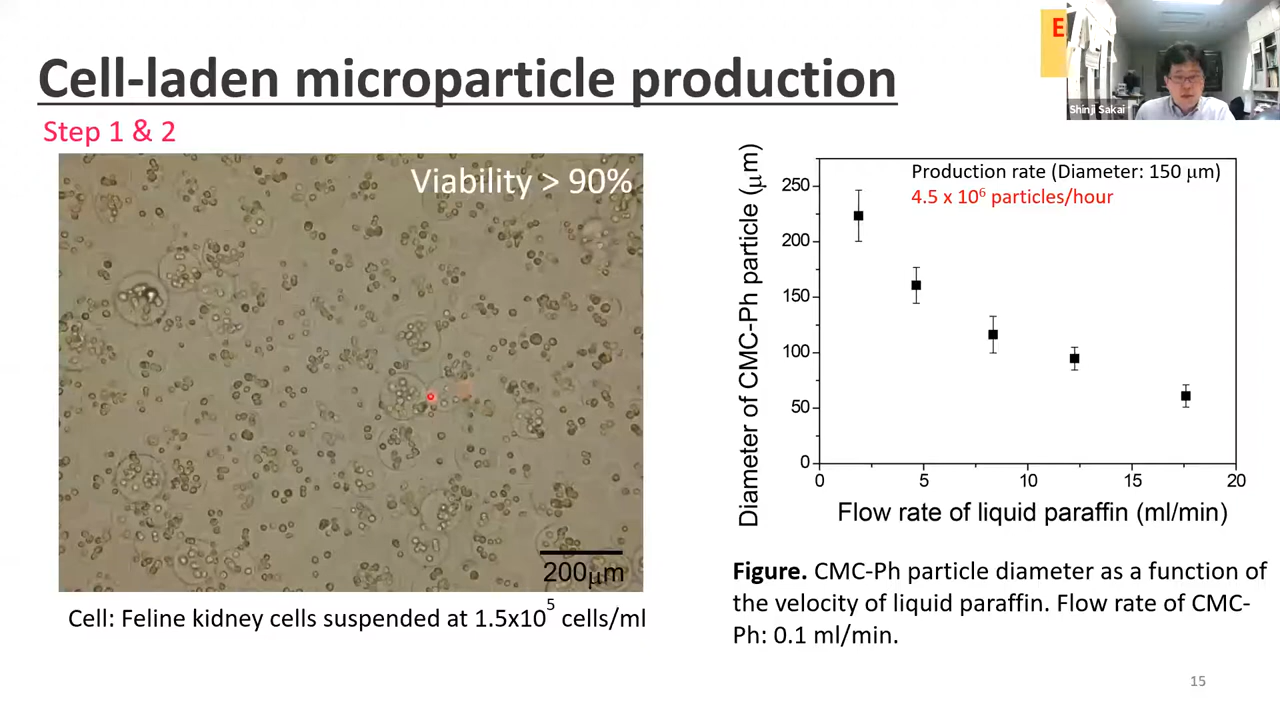 Cell-laden microparticle production
E
Shinji Sakai
Step 1 & 2
Viability > 90%
200μm
Cell: Feline kidney cells suspended at 1.5x10⁵ cells/ml
Diameter of CMC-Ph particle (μm)
Production rate (Diameter: 150 μm)
4.5 x 10⁶ particles/hour
250
200
150
100
50
0
0 5 10 15 20
Flow rate of liquid paraffin (ml/min)
Figure. CMC-Ph particle diameter as a function of
the velocity of liquid paraffin. Flow rate of CMC-
Ph: 0.1 ml/min.
15